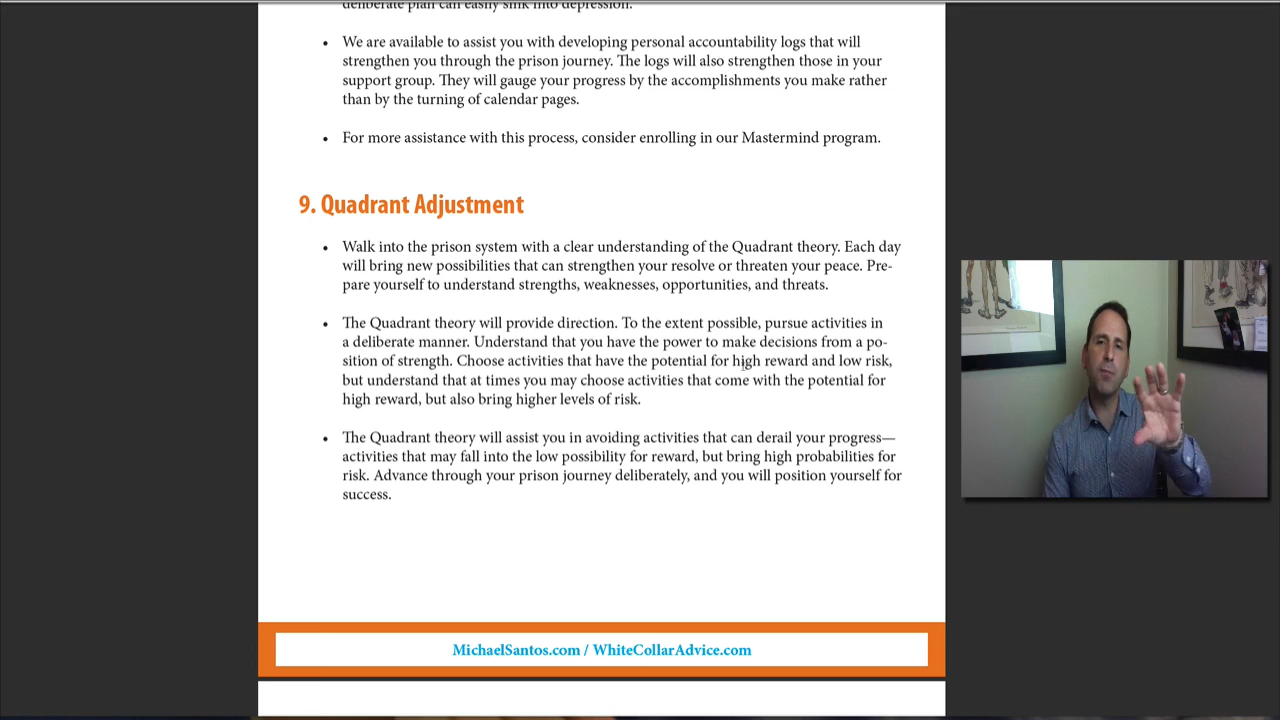 deliberate plan can easily sink into depression.
• We are available to assist you with developing personal accountability logs that will
strengthen you through the prison journey. The logs will also strengthen those in your
support group. They will gauge your progress by the accomplishments you make rather
than by the turning of calendar pages.
• For more assistance with this process, consider enrolling in our Mastermind program.
9. Quadrant Adjustment
• Walk into the prison system with a clear understanding of the Quadrant theory. Each day
will bring new possibilities that can strengthen your resolve or threaten your peace. Pre-
pare yourself to understand strengths, weaknesses, opportunities, and threats.
• The Quadrant theory will provide direction. To the extent possible, pursue activities in
a deliberate manner. Understand that you have the power to make decisions from a po-
sition of strength. Choose activities that have the potential for high reward and low risk,
but understand that at times you may choose activities that come with the potential for
high reward, but also bring higher levels of risk.
• The Quadrant theory will assist you in avoiding activities that can derail your progress—
activities that may fall into the low possibility for reward, but bring high probabilities for
risk. Advance through your prison journey deliberately, and you will position yourself for
success.
MichaelSantos.com / WhiteCollarAdvice.com